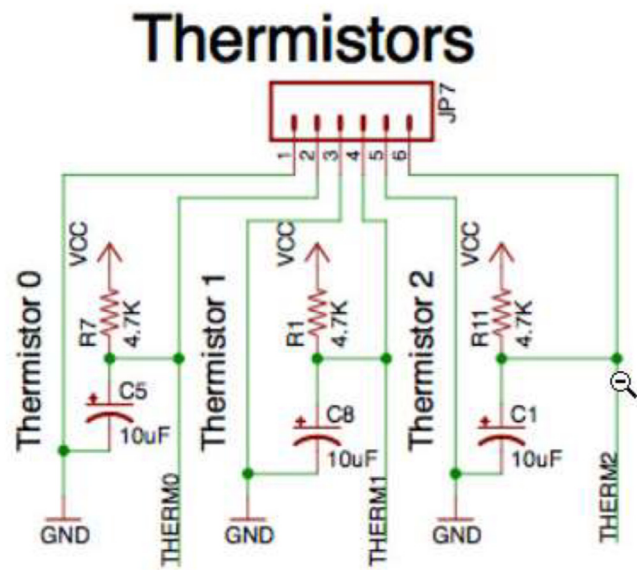 Thermistors
JP7
1 2 3 4 5 6
Thermistor 0
VCC
R7
4.7K
C5
10uF
GND
THERM0
Thermistor 1
VCC
R1
4.7K
C8
10uF
GND
THERM1
Thermistor 2
VCC
R11
4.7K
C1
10uF
GND
THERM2